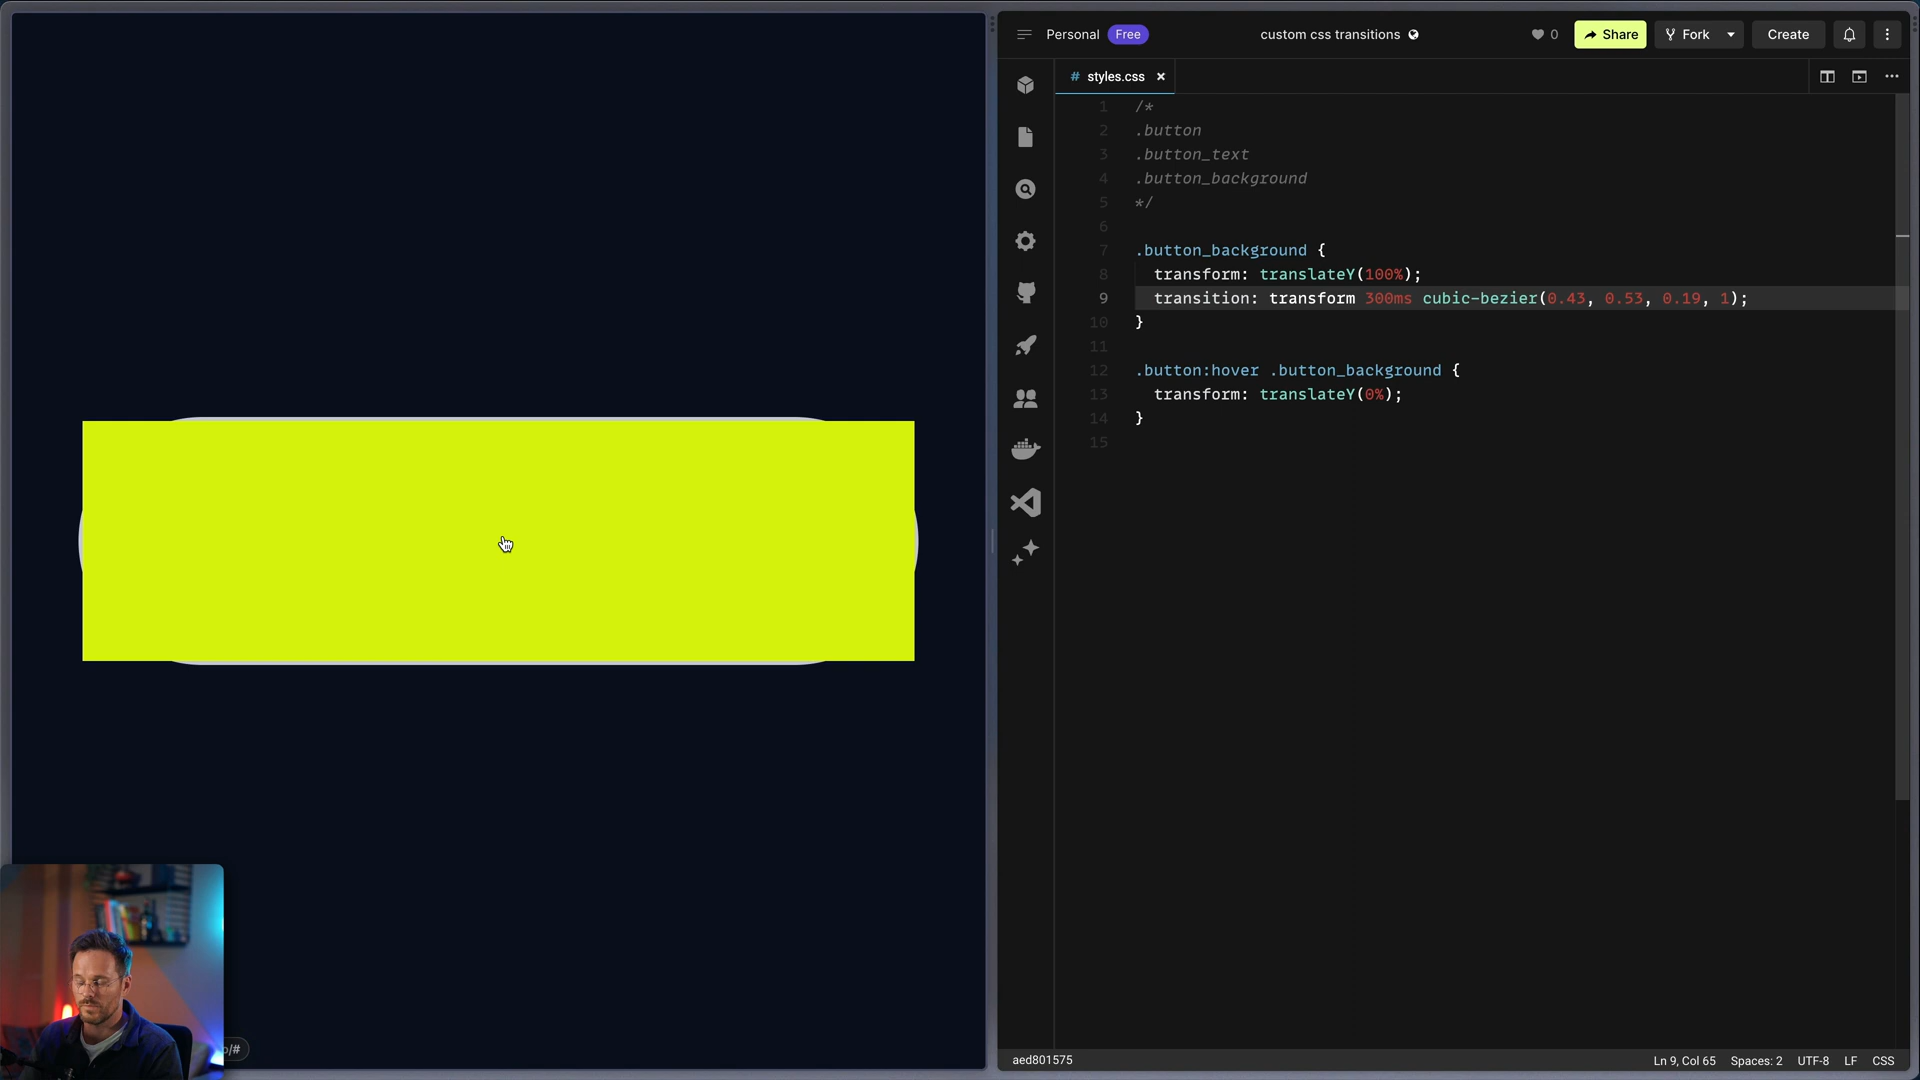 Personal Free
custom css transitions
0
Share
Fork
Create
# styles.css
1 /*
2 .button
3 .button_text
4 .button_background
5 */
6
7 .button_background {
8 transform: translateY(100%);
9 transition: transform 300ms cubic-bezier(0.43, 0.53, 0.19, 1);
10 }
11
12 .button:hover .button_background {
13 transform: translateY(0%);
14 }
15
/#
aed801575
Ln 9, Col 65 Spaces: 2 UTF-8 LF CSS